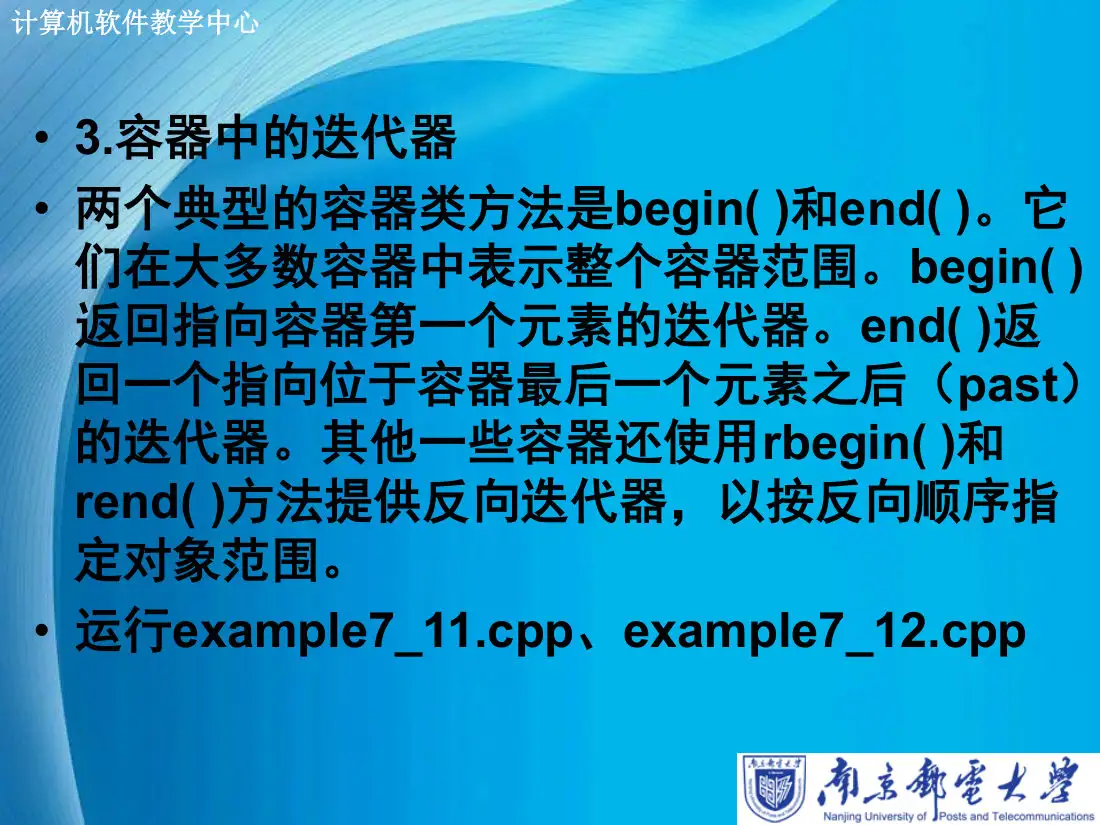 计算机软件教学中心
• 3.容器中的迭代器
• 两个典型的容器类方法是begin( )和end( )。它
们在大多数容器中表示整个容器范围。begin( )
返回指向容器第一个元素的迭代器。end( )返
回一个指向位于容器最后一个元素之后（past）
的迭代器。其他一些容器还使用rbegin( )和
rend( )方法提供反向迭代器，以按反向顺序指
定对象范围。
• 运行example7_11.cpp、example7_12.cpp
南京郵電大學
Nanjing University of Posts and Telecommunications